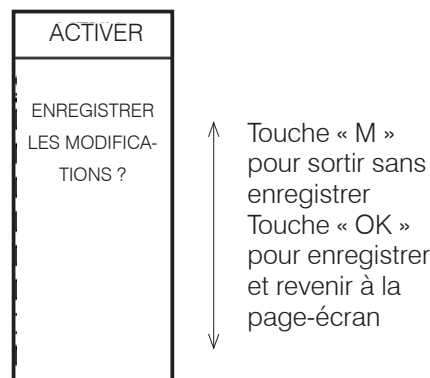 ACTIVER
ENREGISTRER
LES MODIFICA-
TIONS ?
Touche « M »
pour sortir sans
enregistrer
Touche « OK »
pour enregistrer
et revenir à la
page-écran